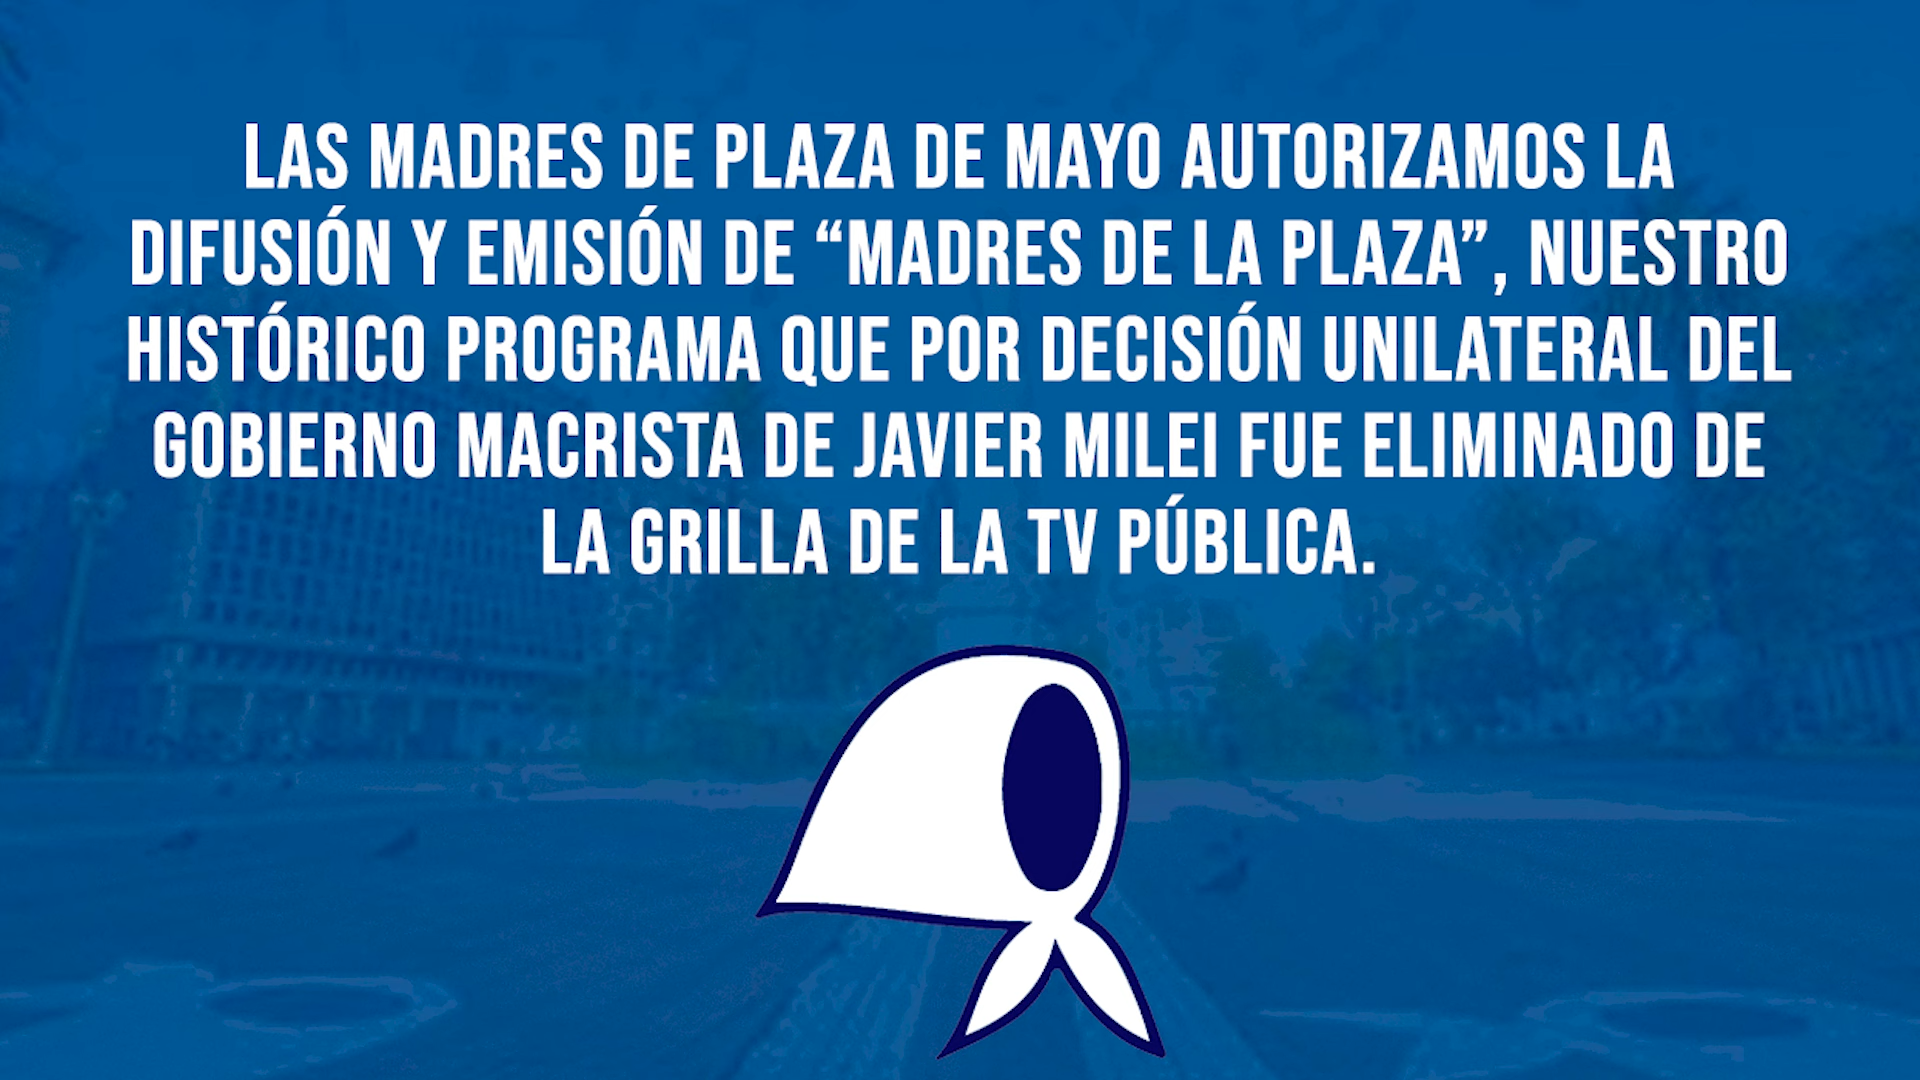 LAS MADRES DE PLAZA DE MAYO AUTORIZAMOS LA
DIFUSIÓN Y EMISIÓN DE “MADRES DE LA PLAZA”, NUESTRO
HISTÓRICO PROGRAMA QUE POR DECISIÓN UNILATERAL DEL
GOBIERNO MACRISTA DE JAVIER MILEI FUE ELIMINADO DE
LA GRILLA DE LA TV PÚBLICA.